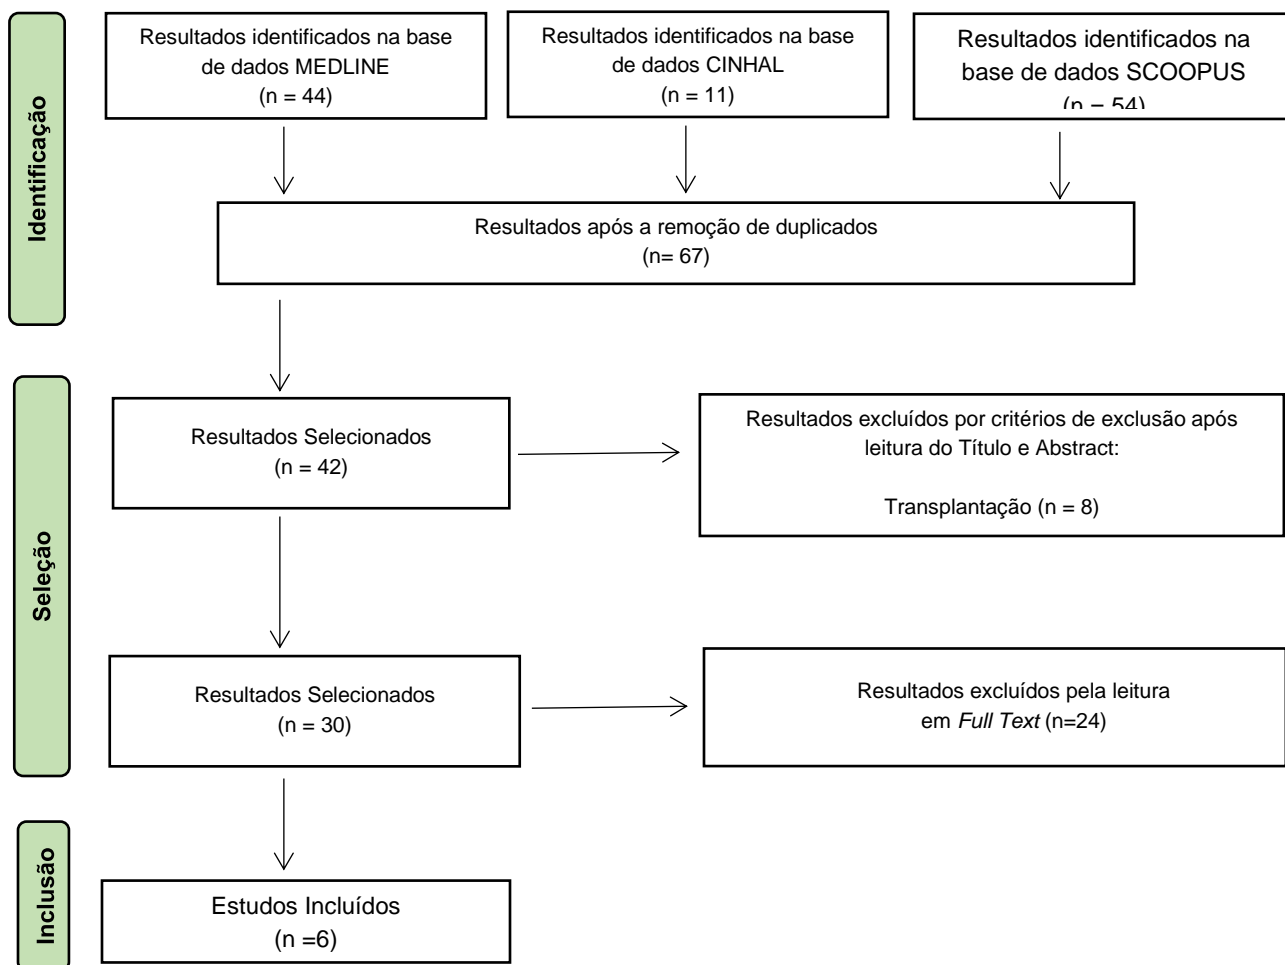 Identificação
Resultados identificados na base
de dados MEDLINE
(n = 44)
Resultados identificados na base
de dados CINHAL
(n = 11)
Resultados identificados na
base de dados SCOOPUS
(n = 54)
Resultados após a remoção de duplicados
(n= 67)
Seleção
Resultados Selecionados
(n = 42)
Resultados excluídos por critérios de exclusão após
leitura do Título e Abstract:
Transplantação (n = 8)
Resultados Selecionados
(n = 30)
Resultados excluídos pela leitura
em Full Text (n=24)
Inclusão
Estudos Incluídos
(n =6)